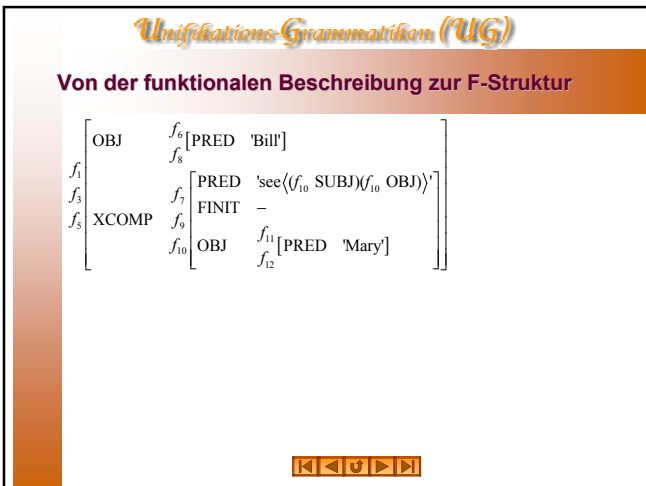 Unifikations-Grammatiken (UG)
Von der funktionalen Beschreibung zur F-Struktur
OBJ f₆ f₈ [PRED 'Bill']
f₁ f₃ f₅
XCOMP f₇ f₉ f₁₀
PRED 'see⟨(f₁₀ SUBJ)(f₁₀ OBJ)⟩'
FINIT −
OBJ f₁₁ f₁₂ [PRED 'Mary']